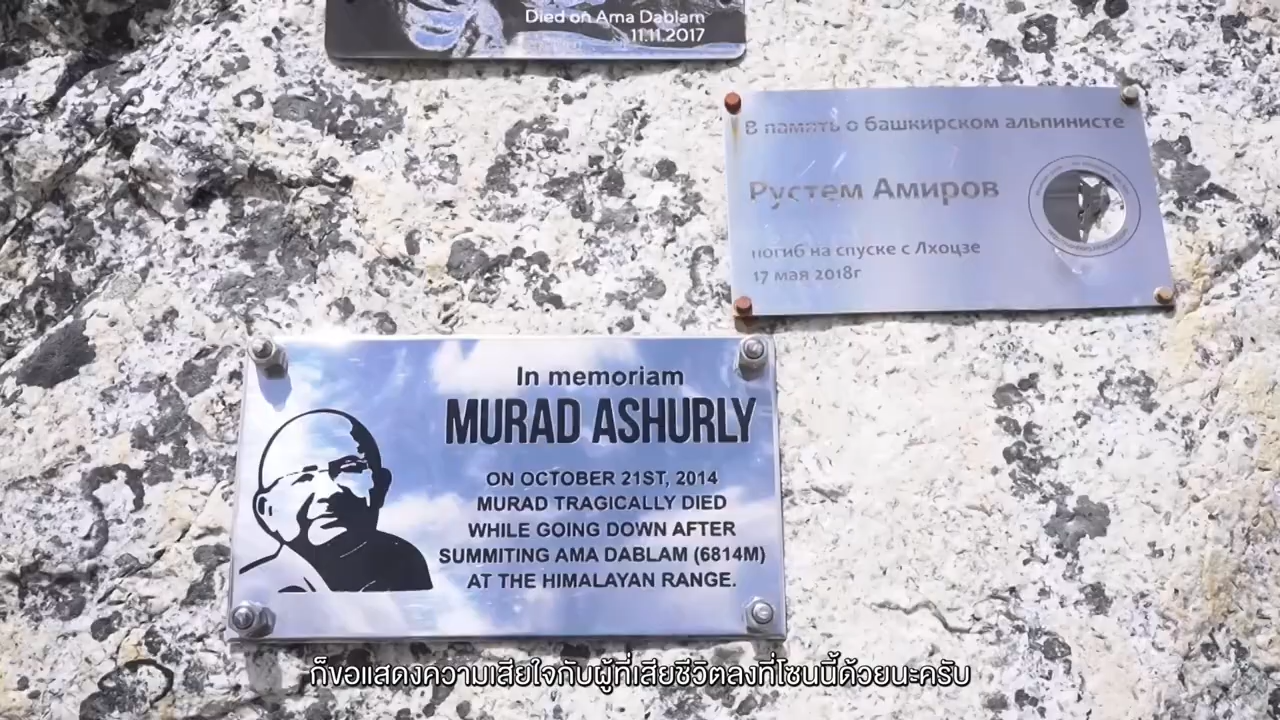 Died on Ama Dablam
11.11.2017
В память о башкирском альпинисте
Рустем Амиров
погиб на спуске с Лхоцзе
17 мая 2018г
In memoriam
MURAD ASHURLY
ON OCTOBER 21ST, 2014
MURAD TRAGICALLY DIED
WHILE GOING DOWN AFTER
SUMMITING AMA DABLAM (6814M)
AT THE HIMALAYAN RANGE.
ก็ขอแสดงความเสียใจกับผู้ที่เสียชีวิตลงที่โซนนี้ด้วยนะครับ